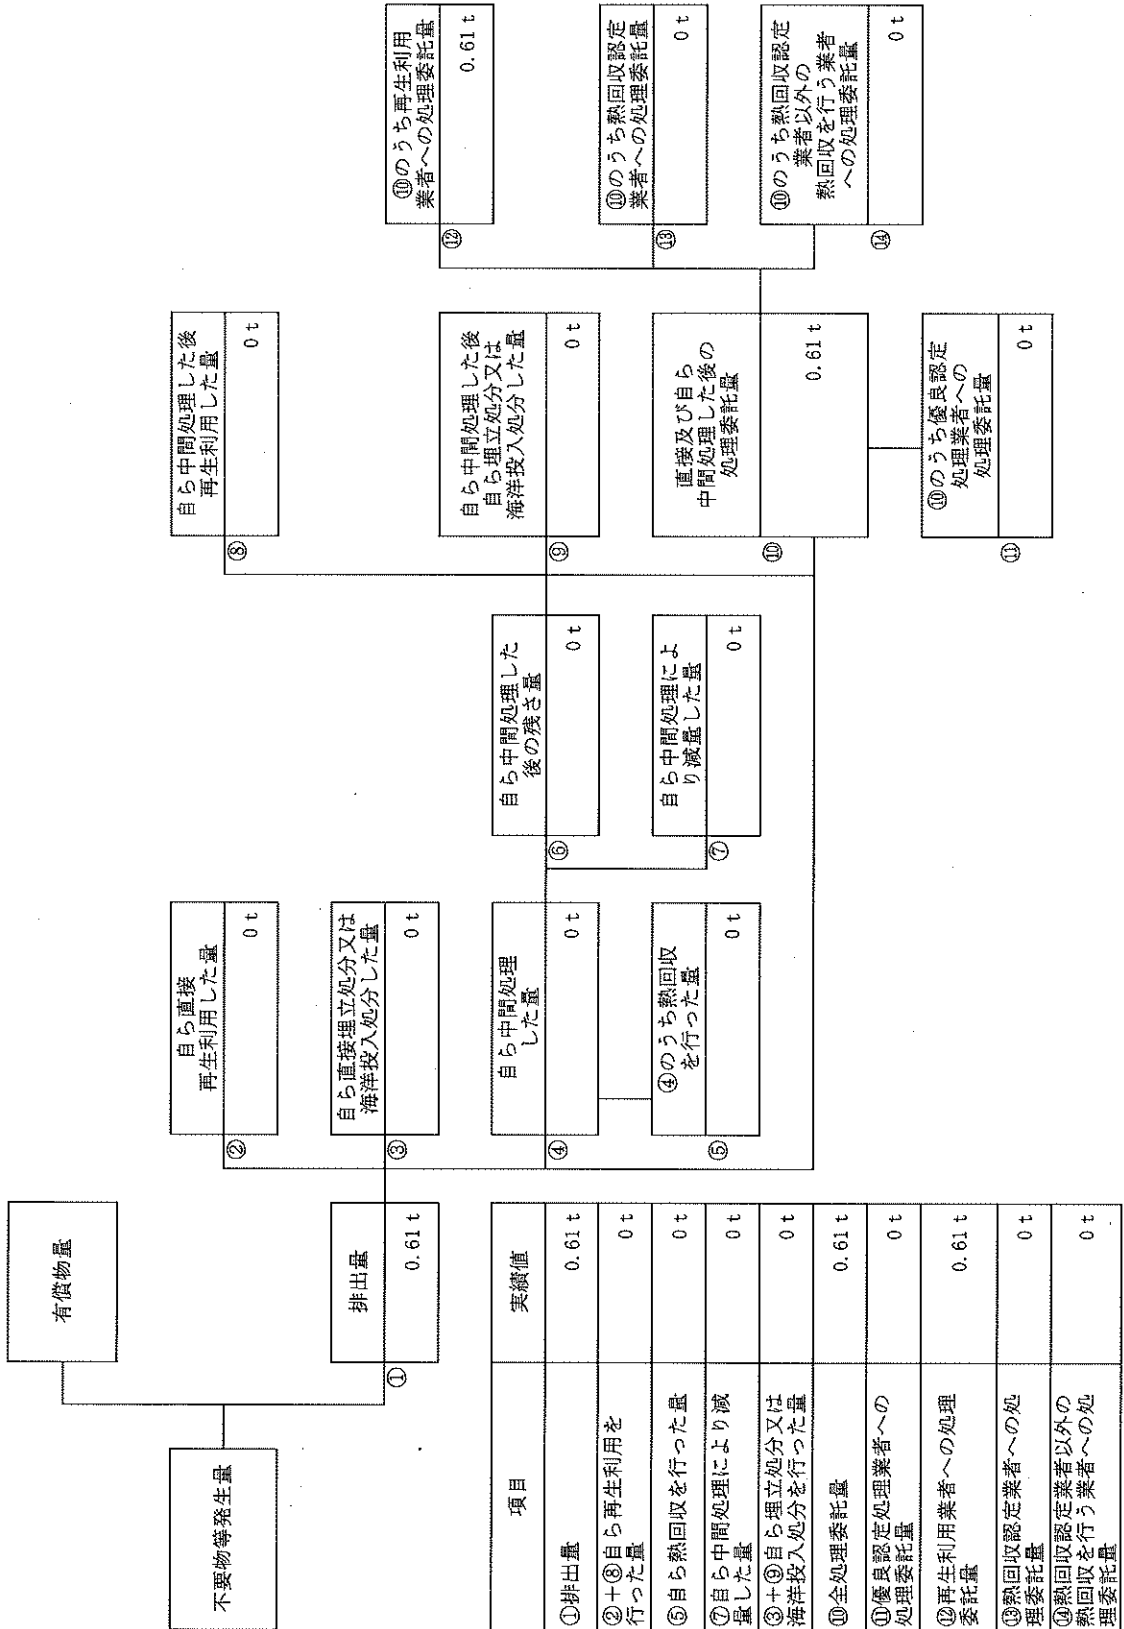 不要物等発生量
有償物量
①
排出量
0.61 t
②
自ら直接
再生利用した量
0 t
③
自ら直接埋立処分又は
海洋投入処分した量
0 t
④
自ら中間処理
した量
0 t
⑤
④のうち熱回収
を行った量
0 t
⑥
自ら中間処理した
後の残さ量
0 t
⑦
自ら中間処理によ
り減量した量
0 t
⑧
自ら中間処理した後
再生利用した量
0 t
⑨
自ら中間処理した後
自ら埋立処分又は
海洋投入処分した量
0 t
⑩
直接及び自ら
中間処理した後の
処理委託量
0.61 t
⑪
⑩のうち優良認定
処理業者への
処理委託量
0 t
⑫
⑩のうち再生利用
業者への処理委託量
0.61 t
⑬
⑩のうち熱回収認定
業者への処理委託量
0 t
⑭
⑩のうち熱回収認定
業者以外の
熱回収を行う業者
への処理委託量
0 t
項目 実績値
①排出量 0.61 t
②+⑧自ら再生利用を
行った量 0 t
⑤自ら熱回収を行った量 0 t
⑦自ら中間処理により減
量した量 0 t
③+⑨自ら埋立処分又は
海洋投入処分を行った量 0 t
⑩全処理委託量 0.61 t
⑪優良認定処理業者への
処理委託量 0 t
⑫再生利用業者への処理
委託量 0.61 t
⑬熱回収認定業者への処
理委託量 0 t
⑭熱回収認定業者以外の
熱回収を行う業者への処
理委託量 0 t